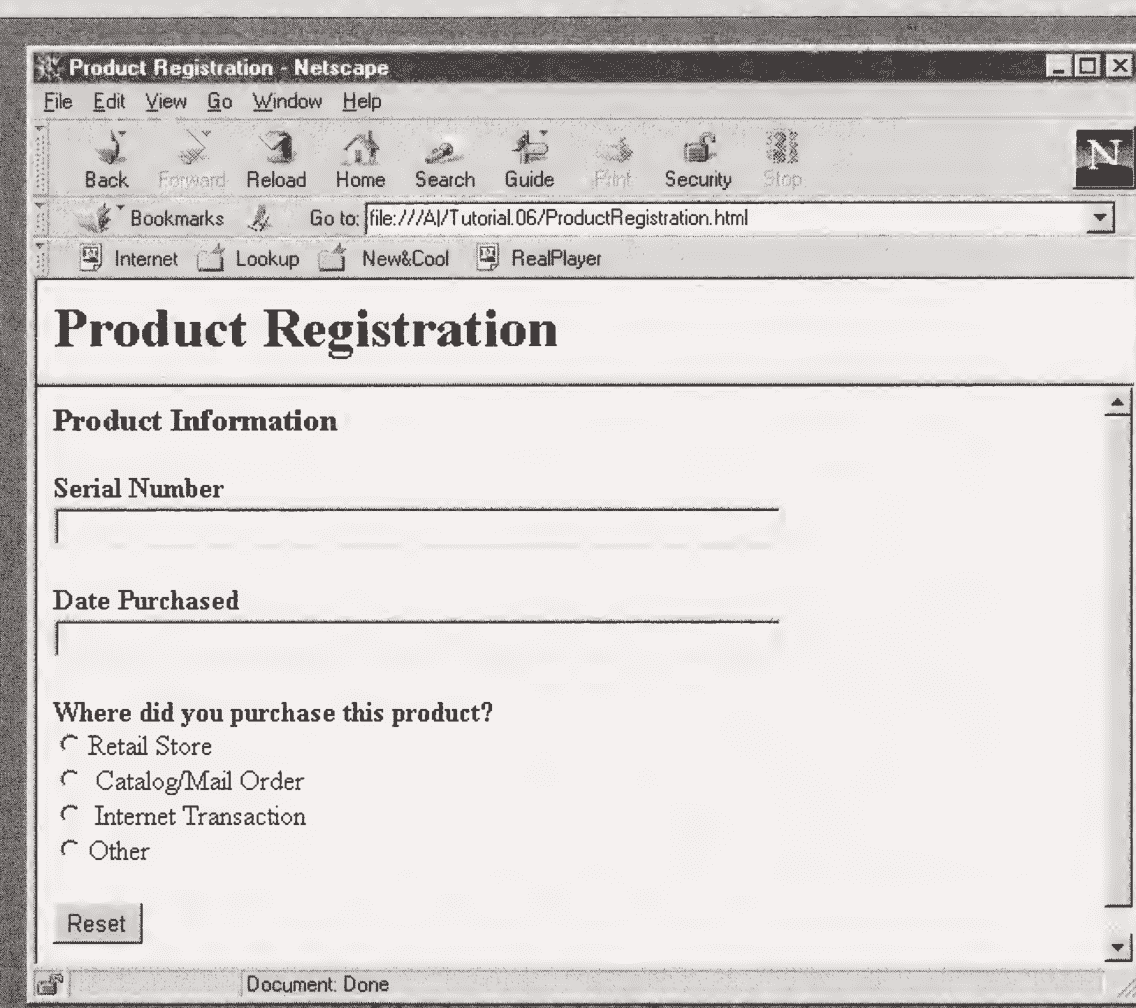 Product Registration - Netscape
File Edit View Go Window Help
N
Back Forward Reload Home Search Guide Print Security Stop
Bookmarks Go to: file:///A|/Tutorial.06/ProductRegistration.html
Internet Lookup New&Cool RealPlayer
Product Registration
Product Information
Serial Number
Date Purchased
Where did you purchase this product?
Retail Store
Catalog/Mail Order
Internet Transaction
Other
Reset
Document: Done